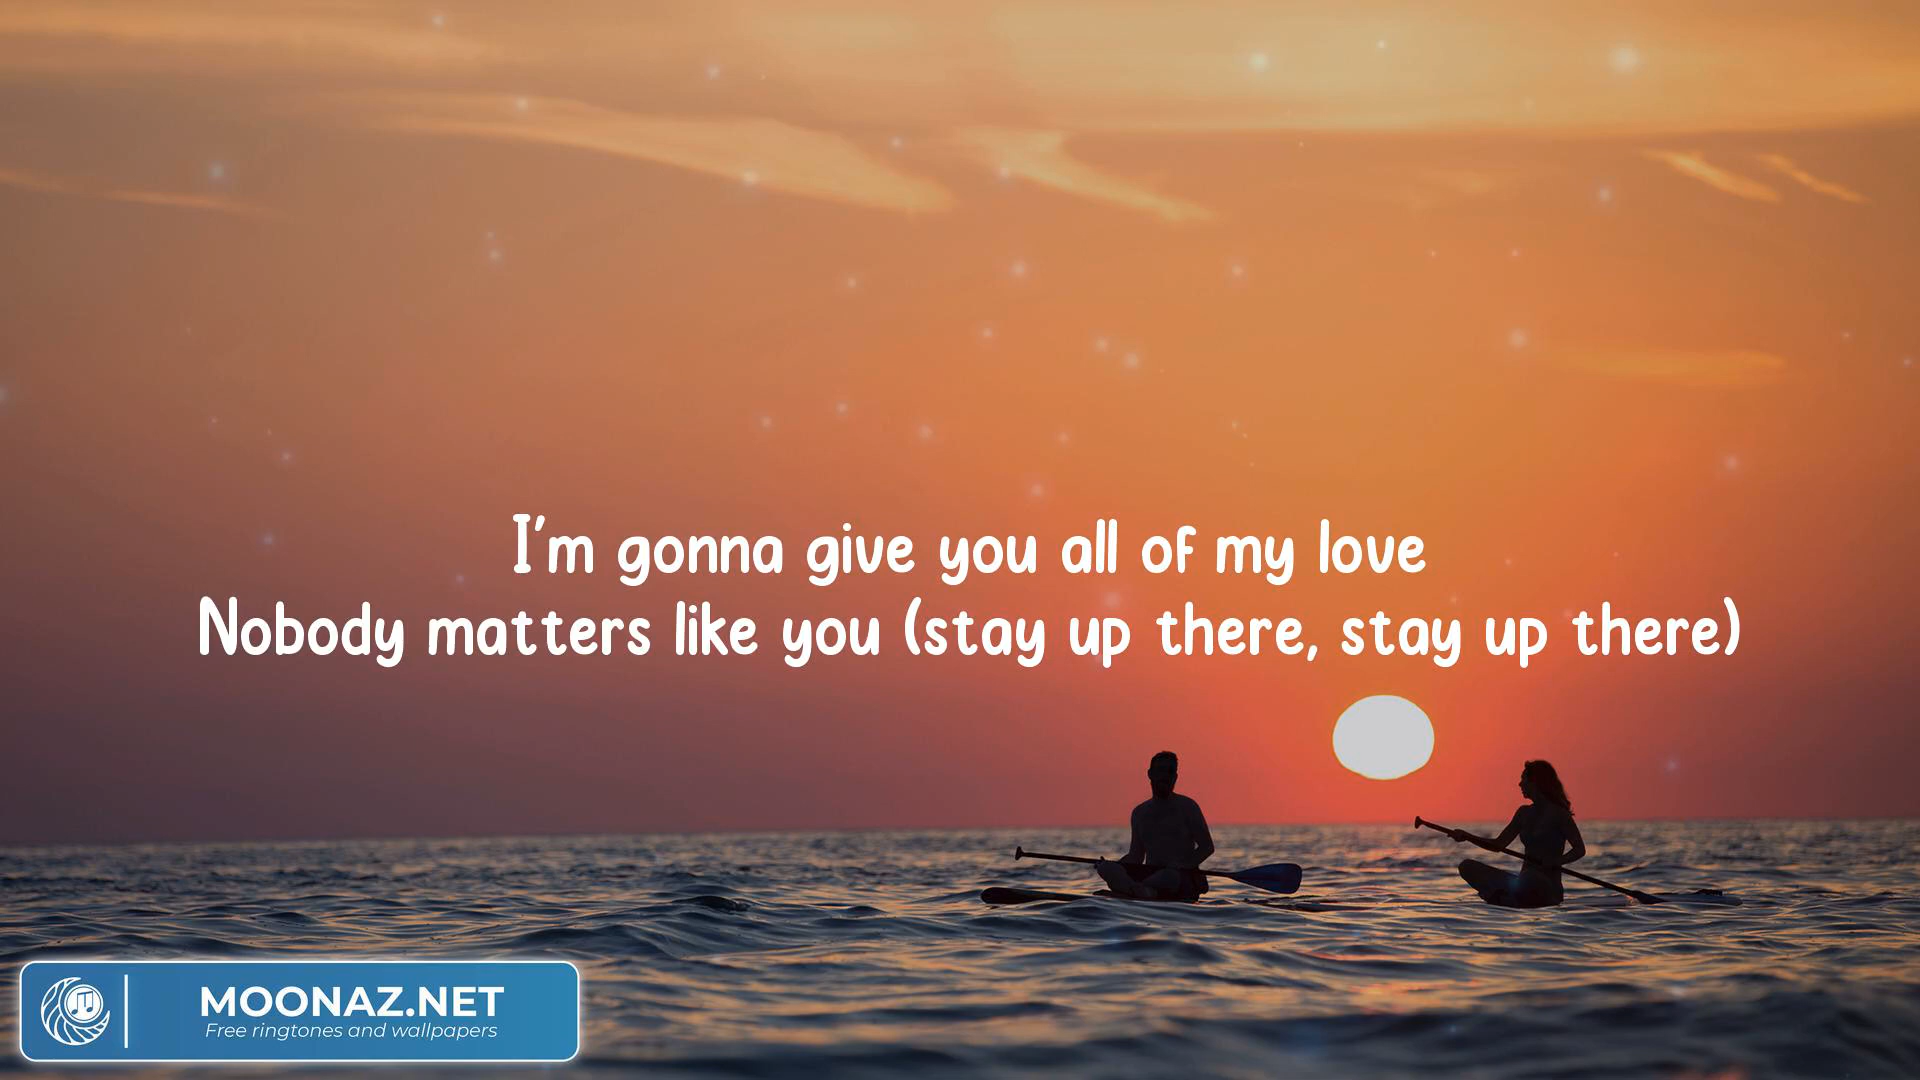 I'm gonna give you all of my love
Nobody matters like you (stay up there, stay up there)
MOONAZ.NET
Free ringtones and wallpapers